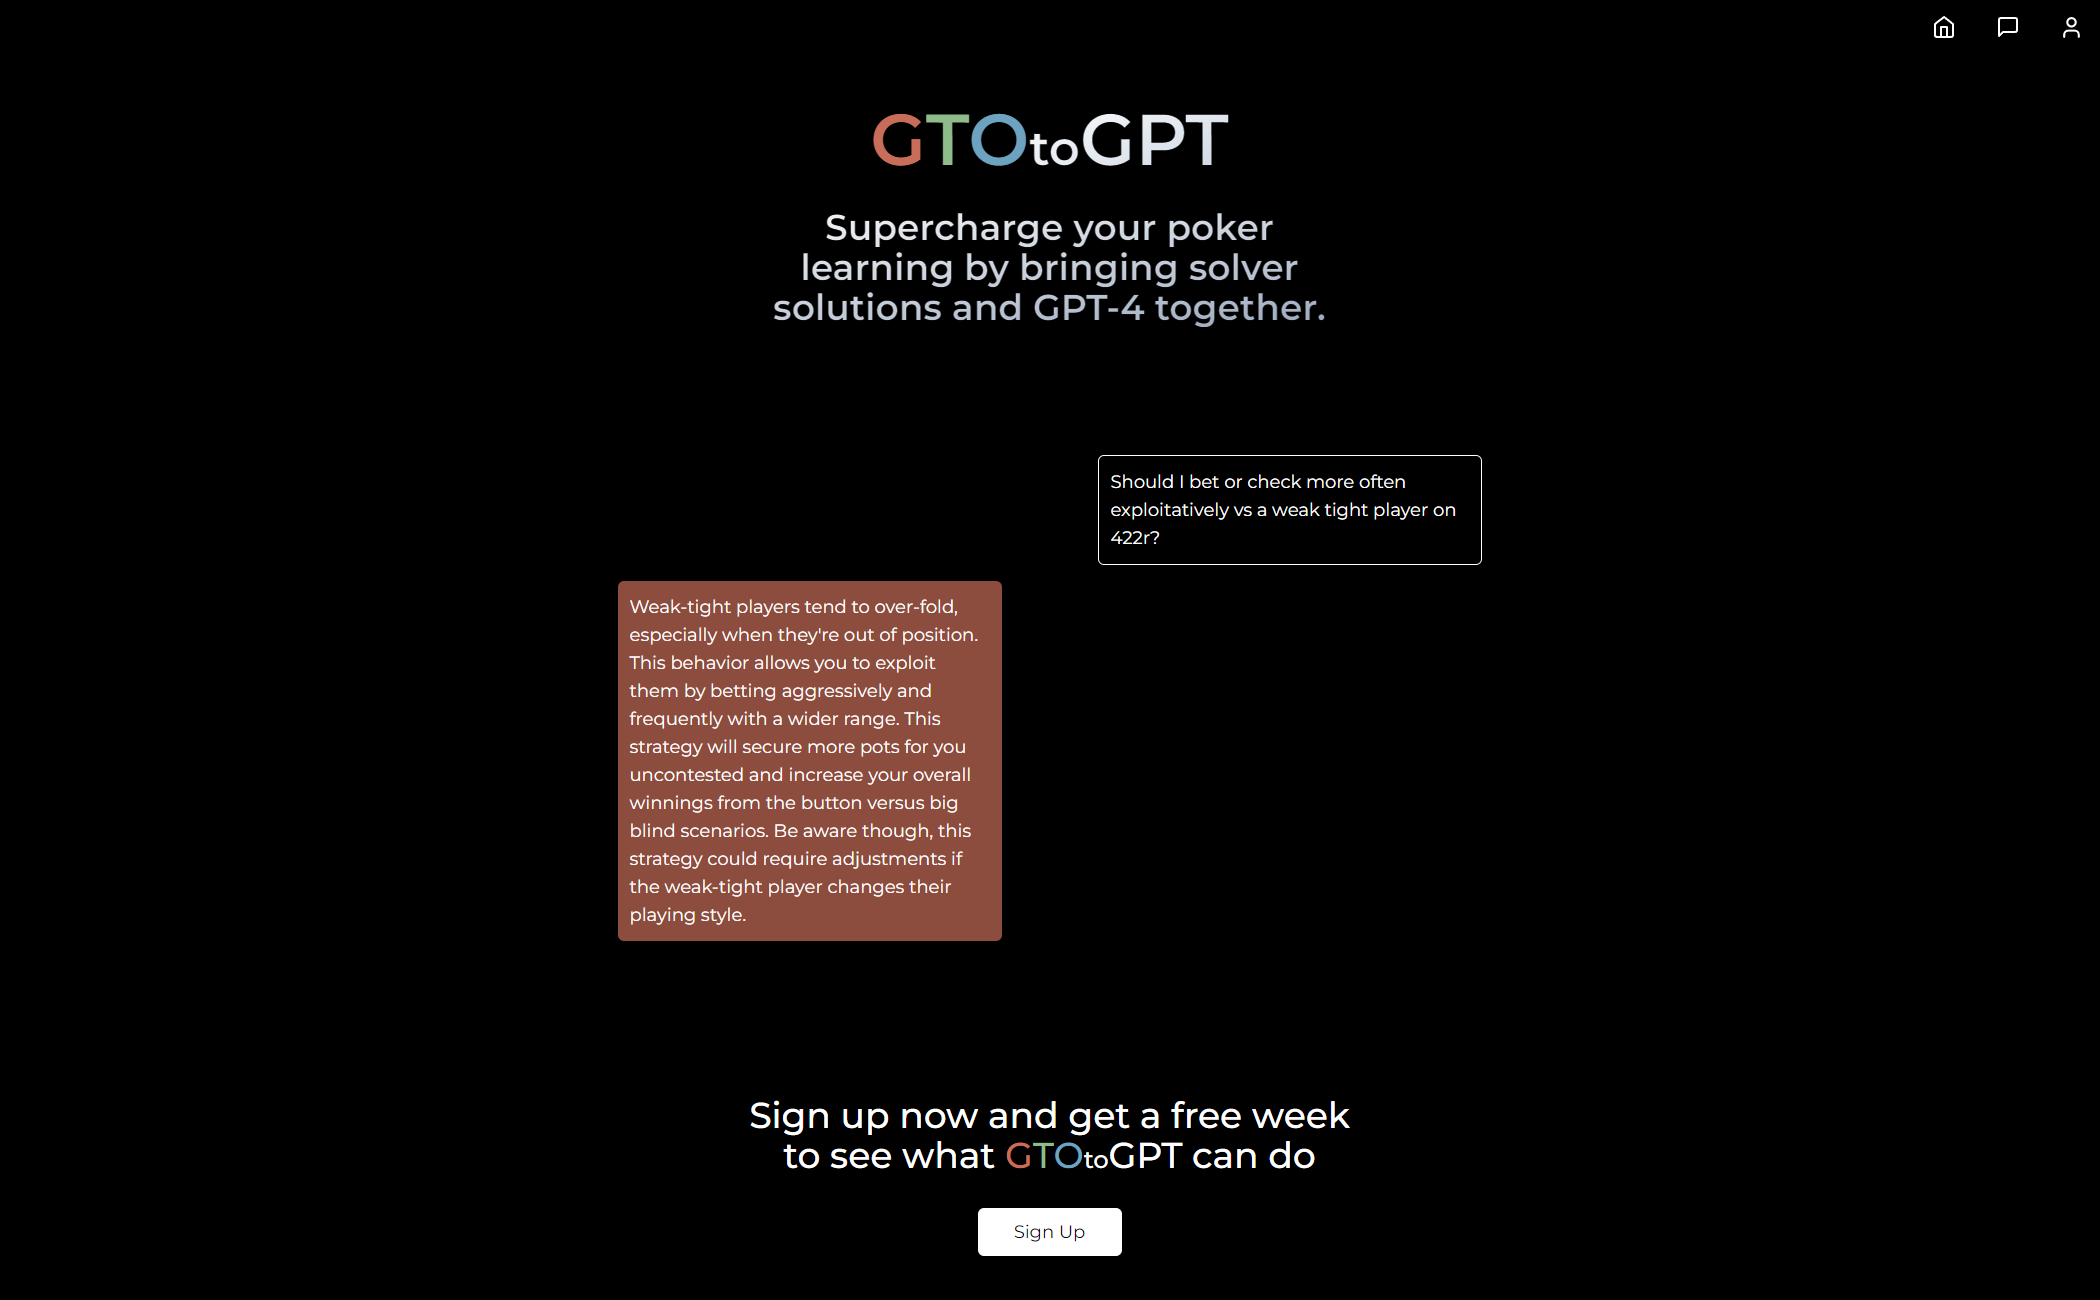 GTOtoGPT
Supercharge your poker
learning by bringing solver
solutions and GPT-4 together.
Should I bet or check more often
exploitatively vs a weak tight player on
422r?
Weak-tight players tend to over-fold,
especially when they're out of position.
This behavior allows you to exploit
them by betting aggressively and
frequently with a wider range. This
strategy will secure more pots for you
uncontested and increase your overall
winnings from the button versus big
blind scenarios. Be aware though, this
strategy could require adjustments if
the weak-tight player changes their
playing style.
Sign up now and get a free week
to see what GTOtoGPT can do
Sign Up